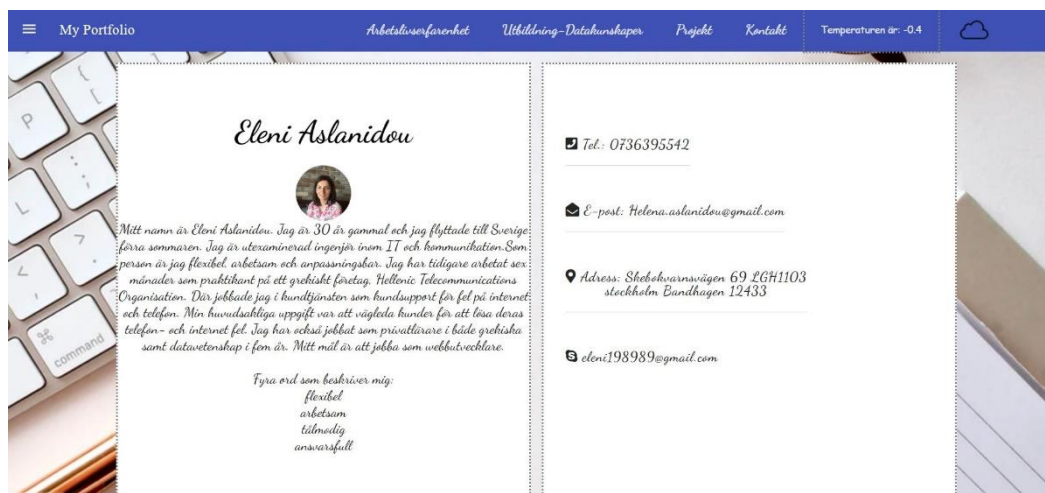 My Portfolio
Arbetslivserfarenhet
Utbildning-Datakunskaper
Projekt
Kontakt
Temperaturen är: -0.4
Eleni Aslanidou
Mitt namn är Eleni Aslanidou. Jag är 30 år gammal och jag flyttade till Sverige
förra sommaren. Jag är utexaminerad ingenjör inom IT och kommunikation.Som
person är jag flexibel, arbetsam och anpassningsbar. Jag har tidigare arbetat sex
månader som praktikant på ett grekiskt företag, Hellenic Telecommunications
Organisation. Där jobbade jag i kundtjänsten som kundsupport för fel på internet
och telefon. Min huvudsakliga uppgift var att vägleda kunder för att lösa deras
telefon- och internet fel. Jag har också jobbat som privatlärare i både grekiska
samt datavetenskap i fem år. Mitt mål är att jobba som webbutvecklare.
Fyra ord som beskriver mig:
flexibel
arbetsam
tålmodig
ansvarsfull
Tel.: 0736395542
E-post: Helena.aslanidou@gmail.com
Adress: Skebokvarnsvägen 69 LGH1103
stockholm Bandhagen 12433
eleni198989@gmail.com
P
L
command